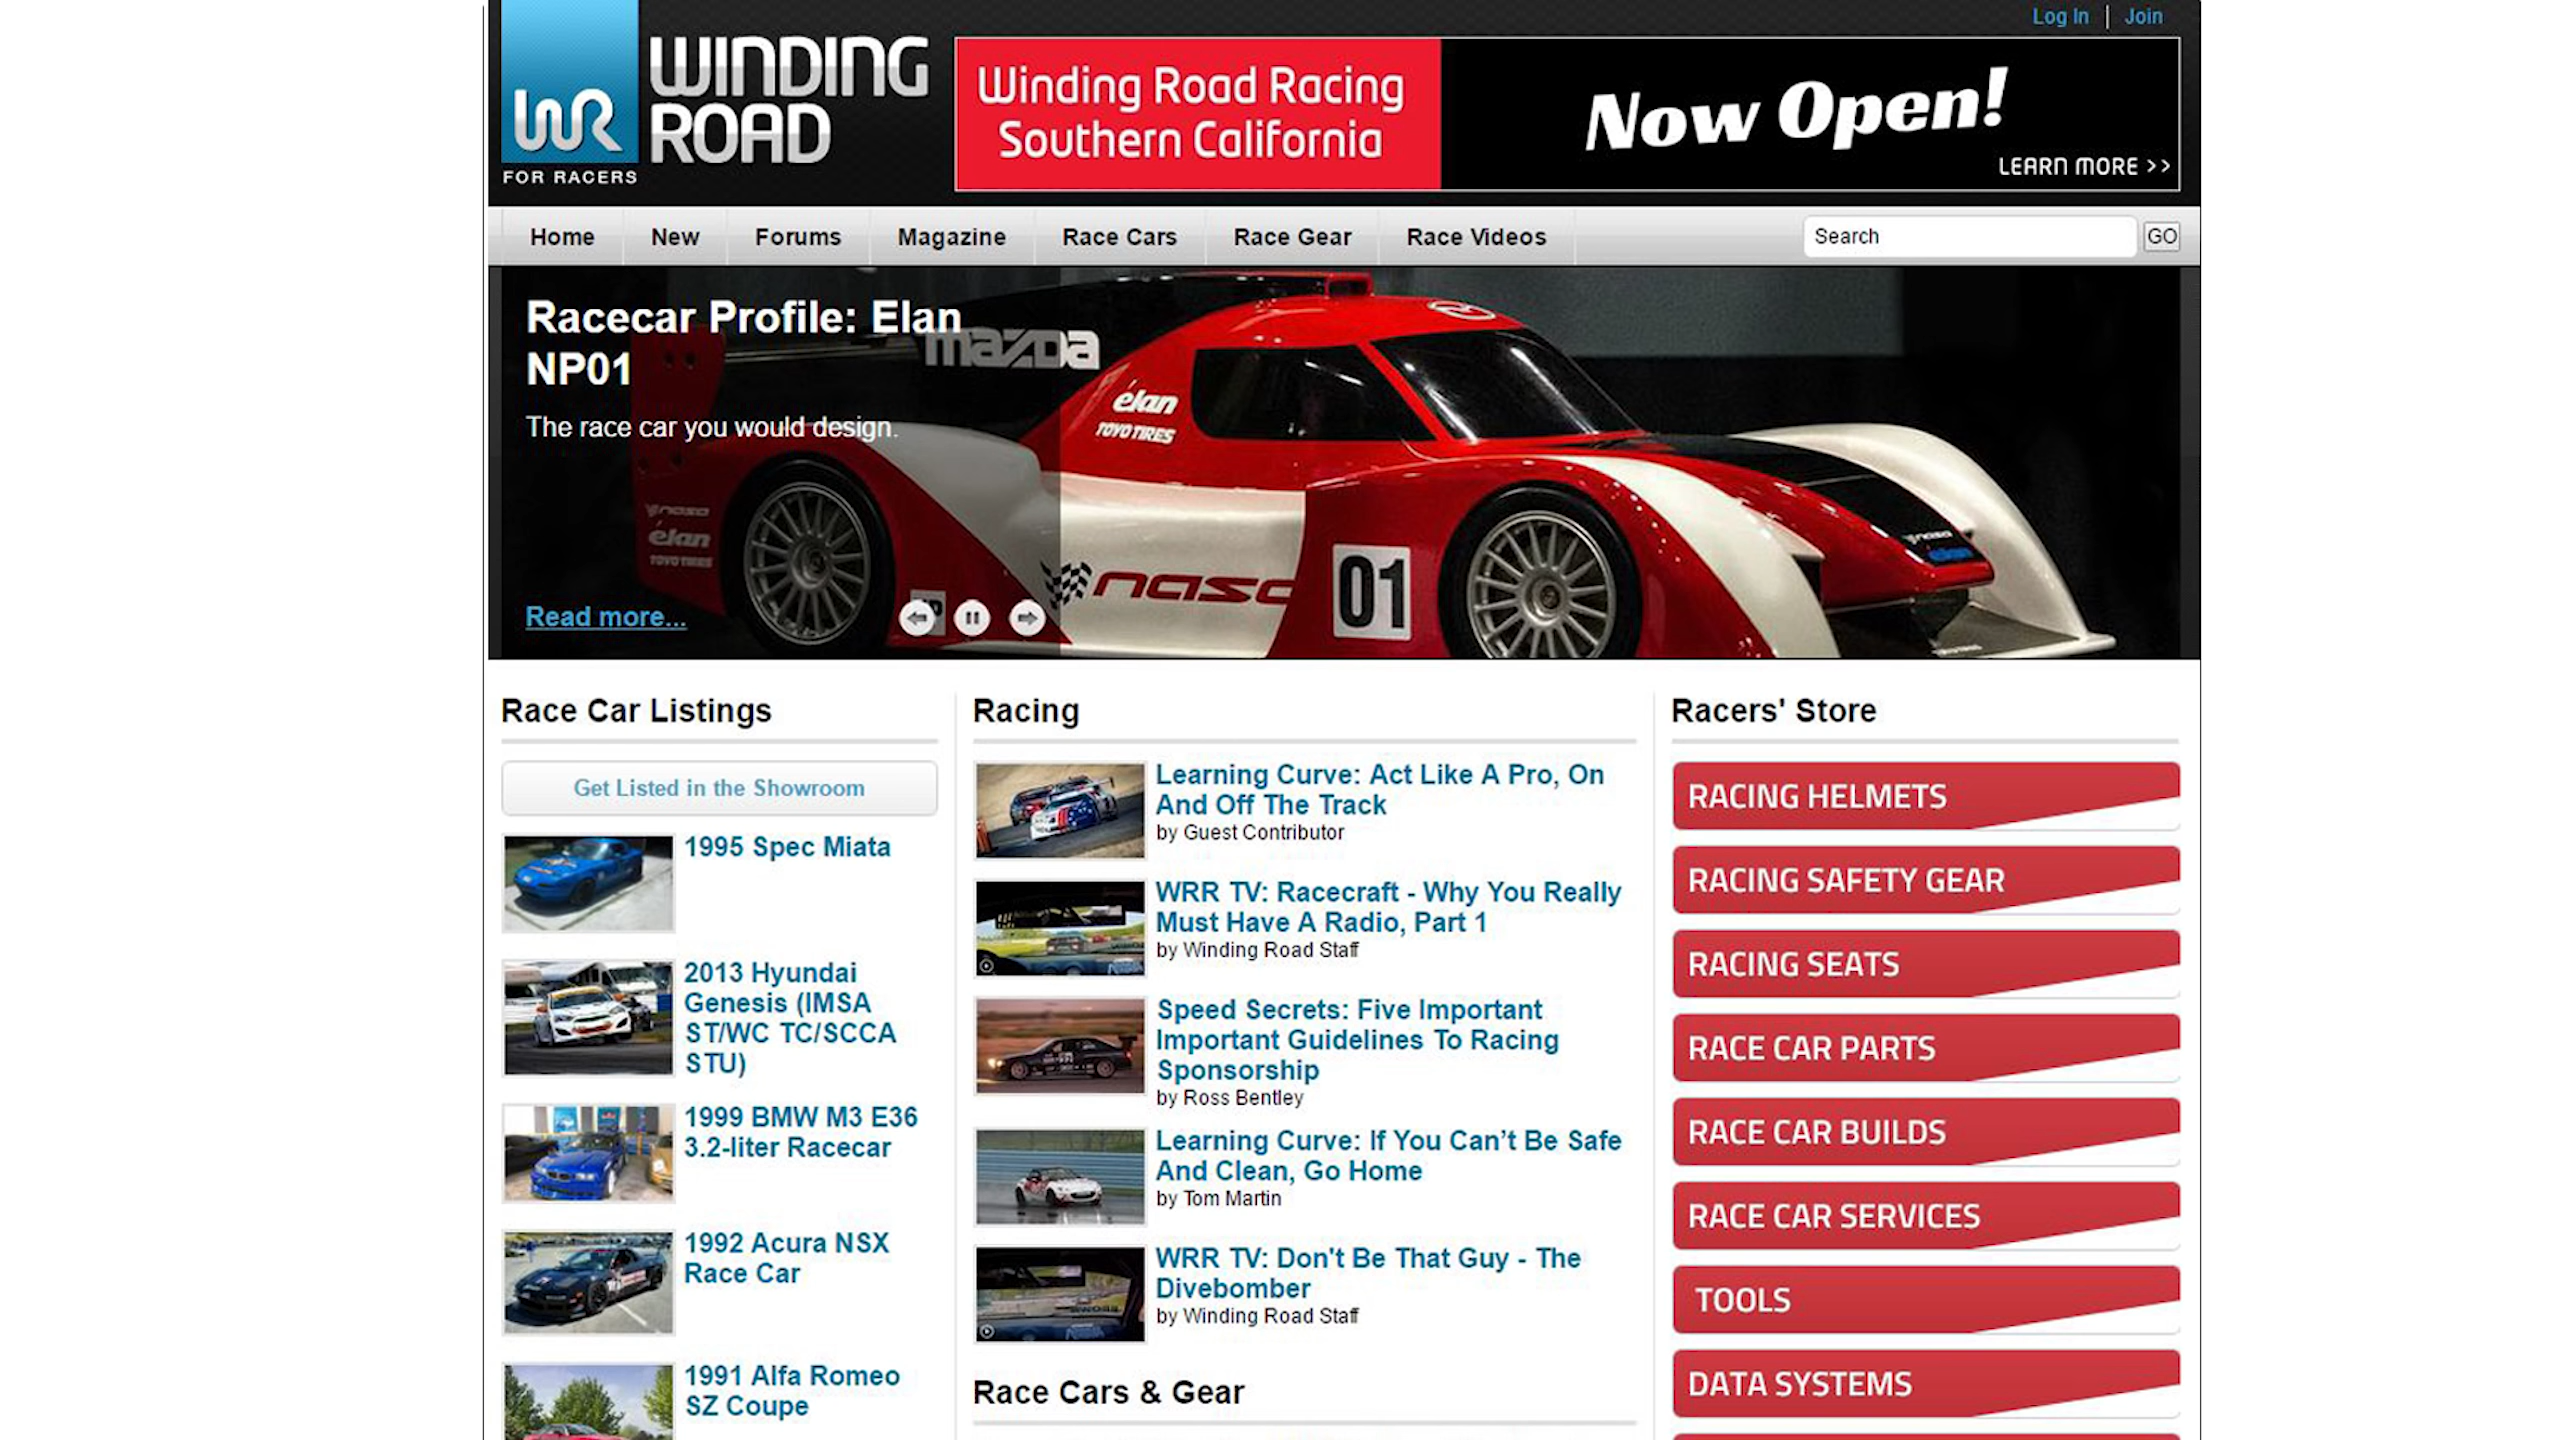 Log In | Join
WR
FOR RACERS
WINDING
ROAD
Winding Road Racing
Southern California
Now Open!
LEARN MORE >>
Home
New
Forums
Magazine
Race Cars
Race Gear
Race Videos
Search
GO
Racecar Profile: Elan
NP01
The race car you would design.
Read more...
mazda
élan
TOYO TIRES
nasa
élan
TOYO TIRES
nasa
01
nasa
élan
Race Car Listings
Get Listed in the Showroom
1995 Spec Miata
2013 Hyundai
Genesis (IMSA
ST/WC TC/SCCA
STU)
1999 BMW M3 E36
3.2-liter Racecar
1992 Acura NSX
Race Car
1991 Alfa Romeo
SZ Coupe
Racing
Learning Curve: Act Like A Pro, On
And Off The Track
by Guest Contributor
WRR TV: Racecraft - Why You Really
Must Have A Radio, Part 1
by Winding Road Staff
Speed Secrets: Five Important
Important Guidelines To Racing
Sponsorship
by Ross Bentley
Learning Curve: If You Can’t Be Safe
And Clean, Go Home
by Tom Martin
WRR TV: Don't Be That Guy - The
Divebomber
by Winding Road Staff
Race Cars & Gear
Racers' Store
RACING HELMETS
RACING SAFETY GEAR
RACING SEATS
RACE CAR PARTS
RACE CAR BUILDS
RACE CAR SERVICES
TOOLS
DATA SYSTEMS